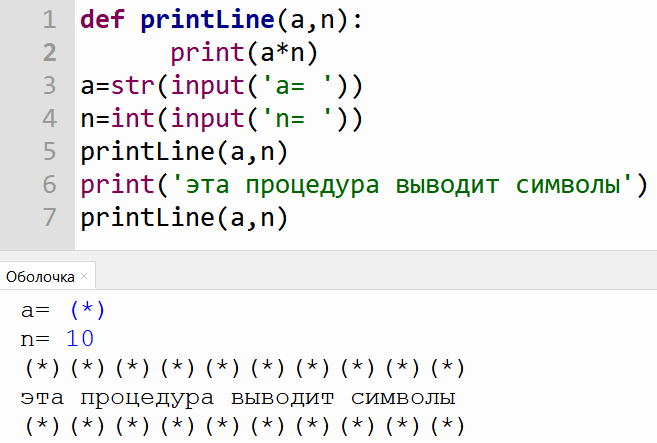 1 def printLine(a,n):
2 print(a*n)
3 a=str(input('a= '))
4 n=int(input('n= '))
5 printLine(a,n)
6 print('эта процедура выводит символы')
7 printLine(a,n)
Оболочка ×
a= (*)
n= 10
(*)(*)(*)(*)(*)(*)(*)(*)(*)(*)
эта процедура выводит символы
(*)(*)(*)(*)(*)(*)(*)(*)(*)(*)